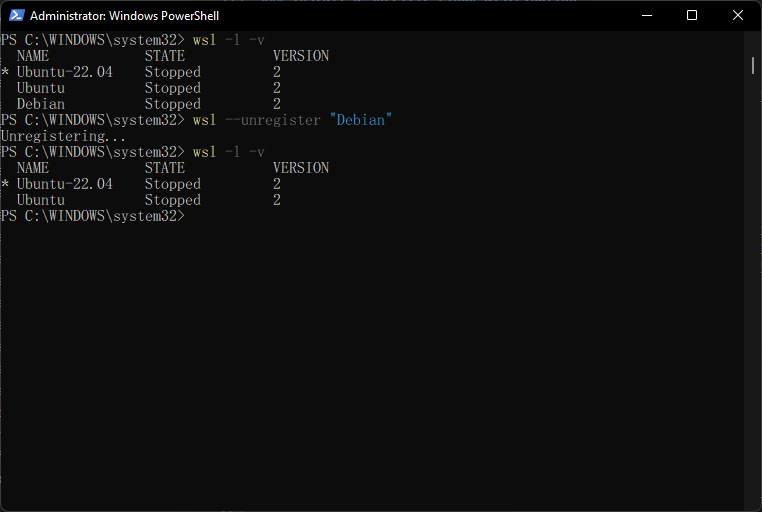 Administrator: Windows PowerShell
PS C:\WINDOWS\system32> wsl -l -v
  NAME            STATE           VERSION
* Ubuntu-22.04    Stopped         2
  Ubuntu          Stopped         2
  Debian          Stopped         2
PS C:\WINDOWS\system32> wsl --unregister "Debian"
Unregistering...
PS C:\WINDOWS\system32> wsl -l -v
  NAME            STATE           VERSION
* Ubuntu-22.04    Stopped         2
  Ubuntu          Stopped         2
PS C:\WINDOWS\system32>